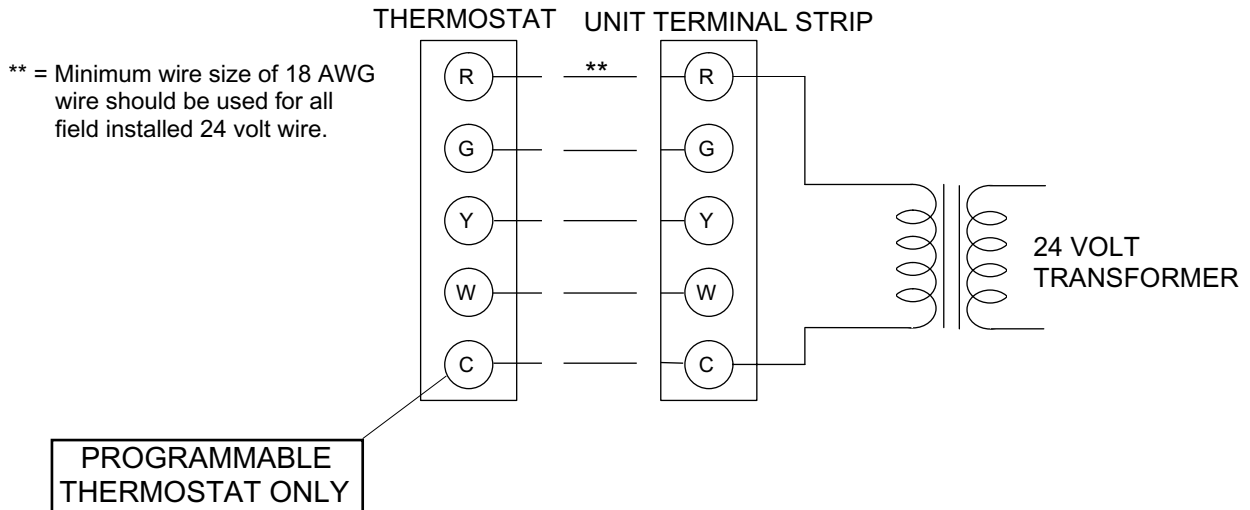 THERMOSTAT UNIT TERMINAL STRIP
** = Minimum wire size of 18 AWG
wire should be used for all
field installed 24 volt wire.
R ** R
G G
Y Y
W W
C C
24 VOLT
TRANSFORMER
PROGRAMMABLE
THERMOSTAT ONLY